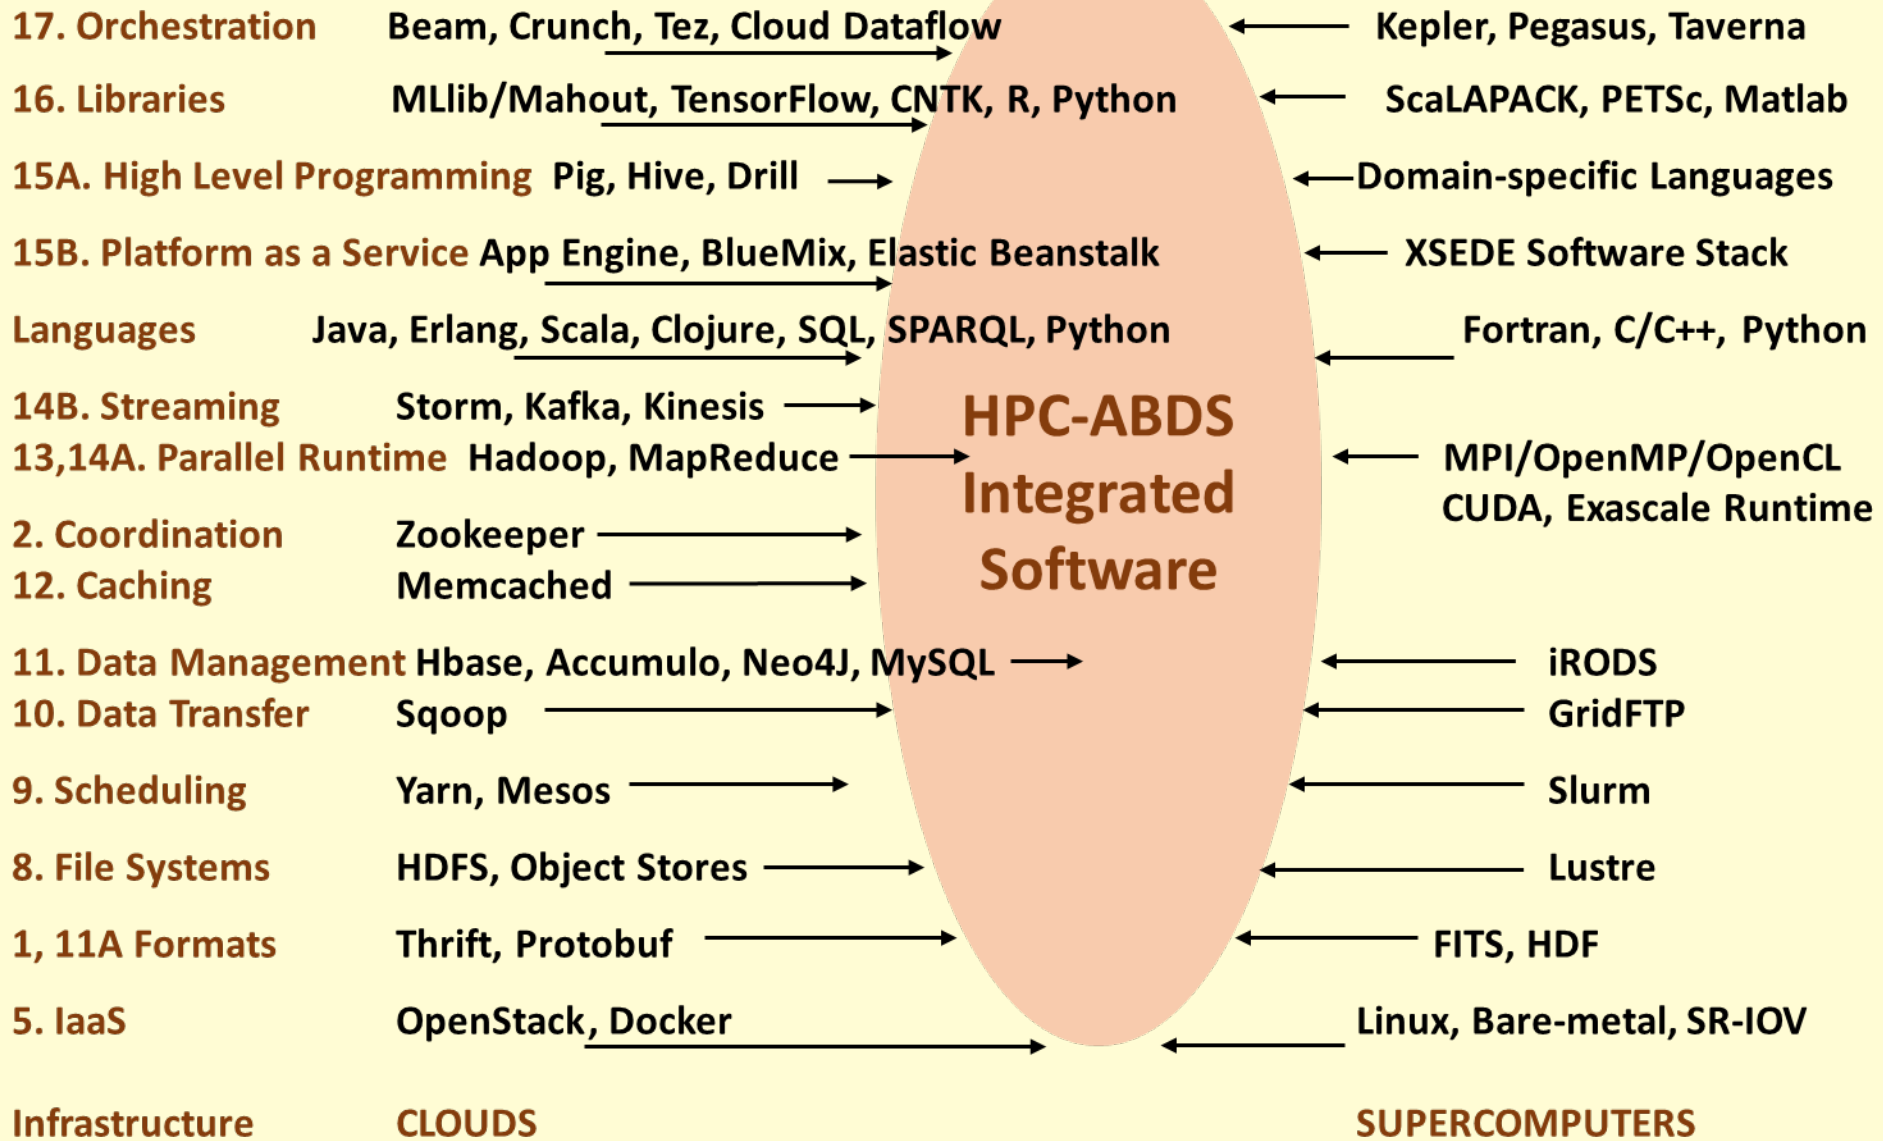 17. Orchestration Beam, Crunch, Tez, Cloud Dataflow Kepler, Pegasus, Taverna
16. Libraries MLlib/Mahout, TensorFlow, CNTK, R, Python ScaLAPACK, PETSc, Matlab
15A. High Level Programming Pig, Hive, Drill Domain-specific Languages
15B. Platform as a Service App Engine, BlueMix, Elastic Beanstalk XSEDE Software Stack
Languages Java, Erlang, Scala, Clojure, SQL, SPARQL, Python Fortran, C/C++, Python
14B. Streaming Storm, Kafka, Kinesis
13,14A. Parallel Runtime Hadoop, MapReduce MPI/OpenMP/OpenCL
CUDA, Exascale Runtime
2. Coordination Zookeeper
12. Caching Memcached
HPC-ABDS
Integrated
Software
11. Data Management Hbase, Accumulo, Neo4J, MySQL iRODS
10. Data Transfer Sqoop GridFTP
9. Scheduling Yarn, Mesos Slurm
8. File Systems HDFS, Object Stores Lustre
1, 11A Formats Thrift, Protobuf FITS, HDF
5. IaaS OpenStack, Docker Linux, Bare-metal, SR-IOV
Infrastructure CLOUDS SUPERCOMPUTERS